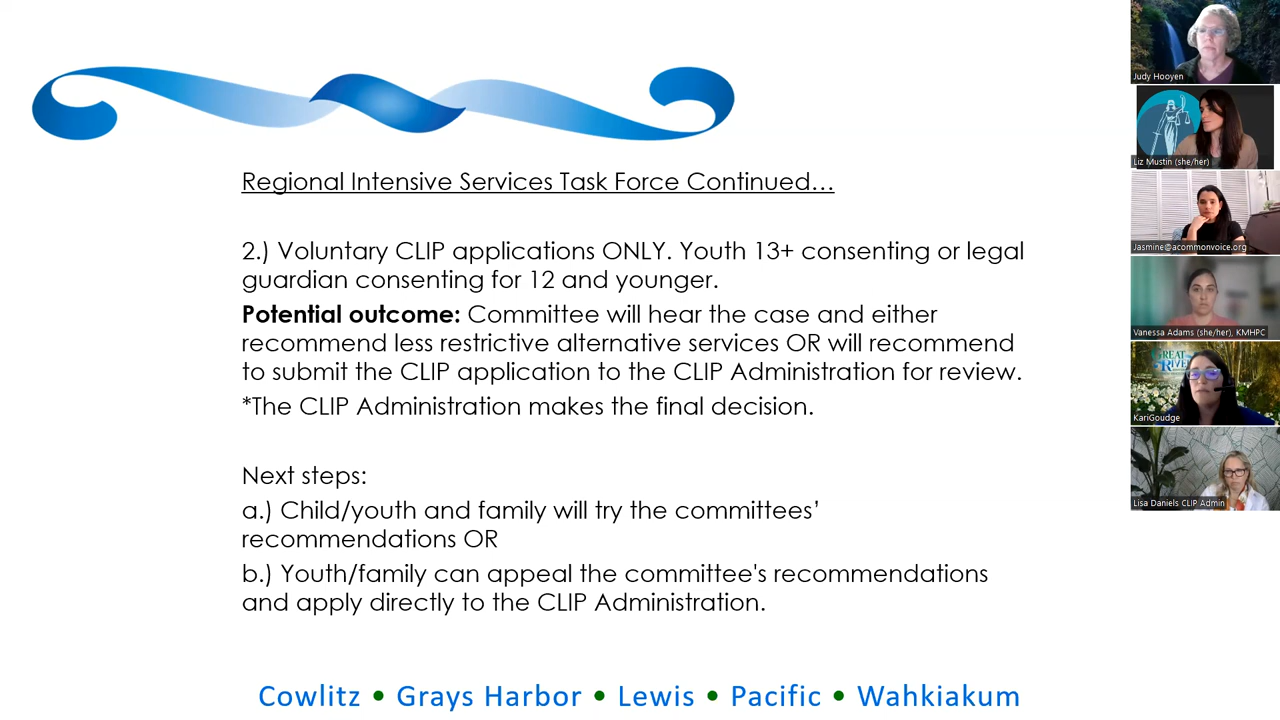 Regional Intensive Services Task Force Continued…
2.) Voluntary CLIP applications ONLY. Youth 13+ consenting or legal
guardian consenting for 12 and younger.
Potential outcome: Committee will hear the case and either
recommend less restrictive alternative services OR will recommend
to submit the CLIP application to the CLIP Administration for review.
*The CLIP Administration makes the final decision.
Next steps:
a.) Child/youth and family will try the committees’
recommendations OR
b.) Youth/family can appeal the committee's recommendations
and apply directly to the CLIP Administration.
Cowlitz • Grays Harbor • Lewis • Pacific • Wahkiakum
Judy Hooyen
Liz Mustin (she/her)
Jasmine@acommonvoice.org
Vanessa Adams (she/her), KMHPC
GREAT
KariGoudge
Lisa Daniels CLIP Admin